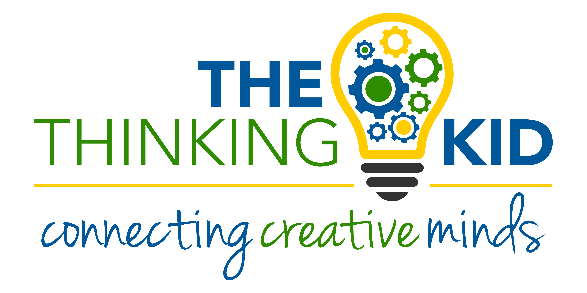 THE
THINKING KID
connecting creative minds